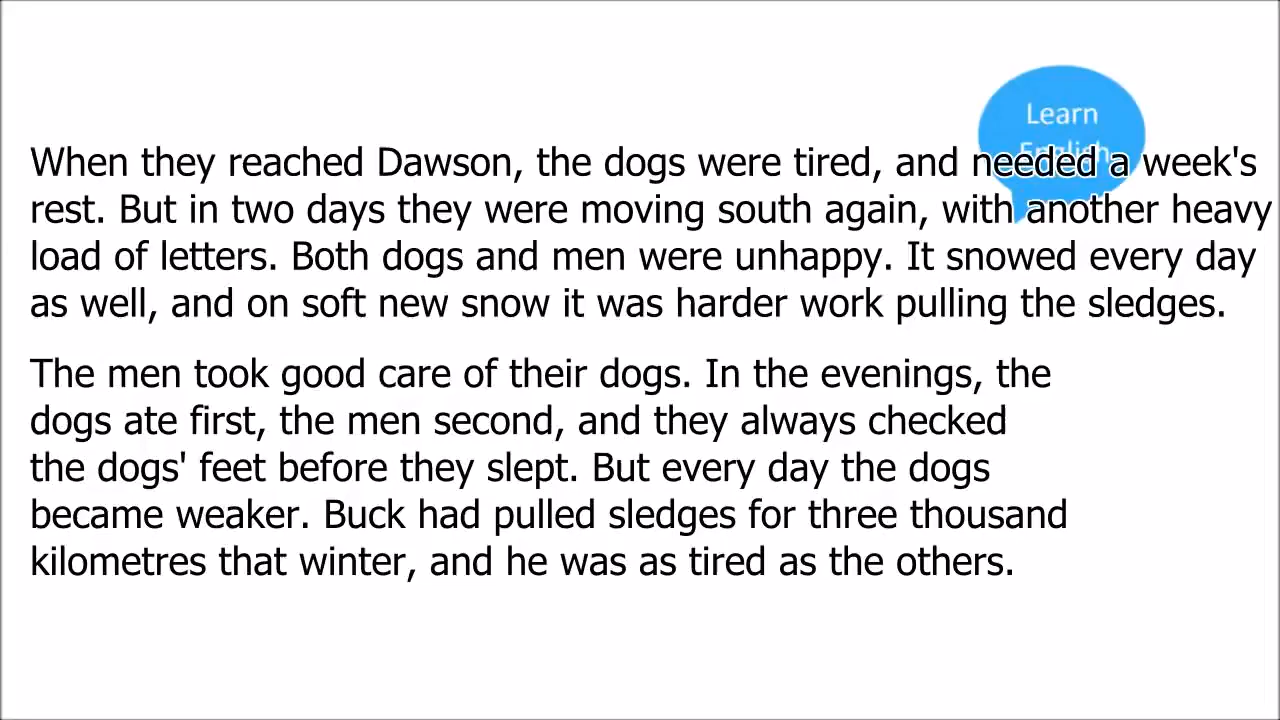 Learn
English
When they reached Dawson, the dogs were tired, and needed a week's
rest. But in two days they were moving south again, with another heavy
load of letters. Both dogs and men were unhappy. It snowed every day
as well, and on soft new snow it was harder work pulling the sledges.
The men took good care of their dogs. In the evenings, the
dogs ate first, the men second, and they always checked
the dogs' feet before they slept. But every day the dogs
became weaker. Buck had pulled sledges for three thousand
kilometres that winter, and he was as tired as the others.